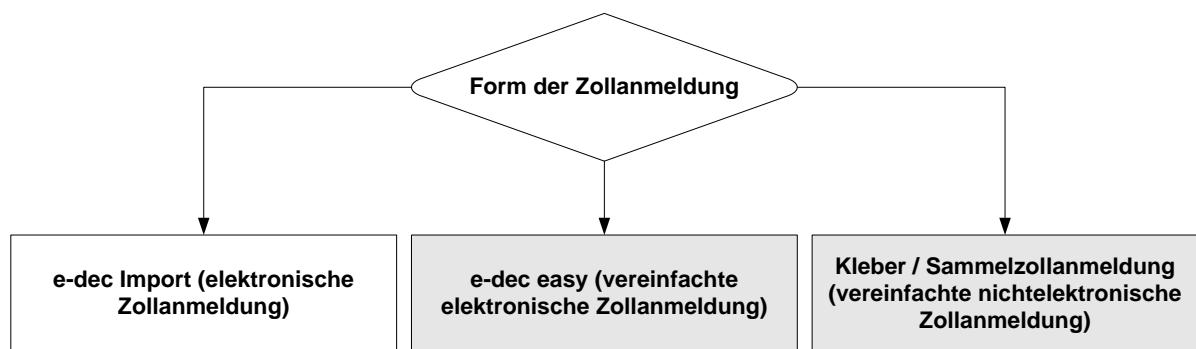 Form der Zollanmeldung
e-dec Import (elektronische
Zollanmeldung)
e-dec easy (vereinfachte
elektronische Zollanmeldung)
Kleber / Sammelzollanmeldung
(vereinfachte nichtelektronische
Zollanmeldung)